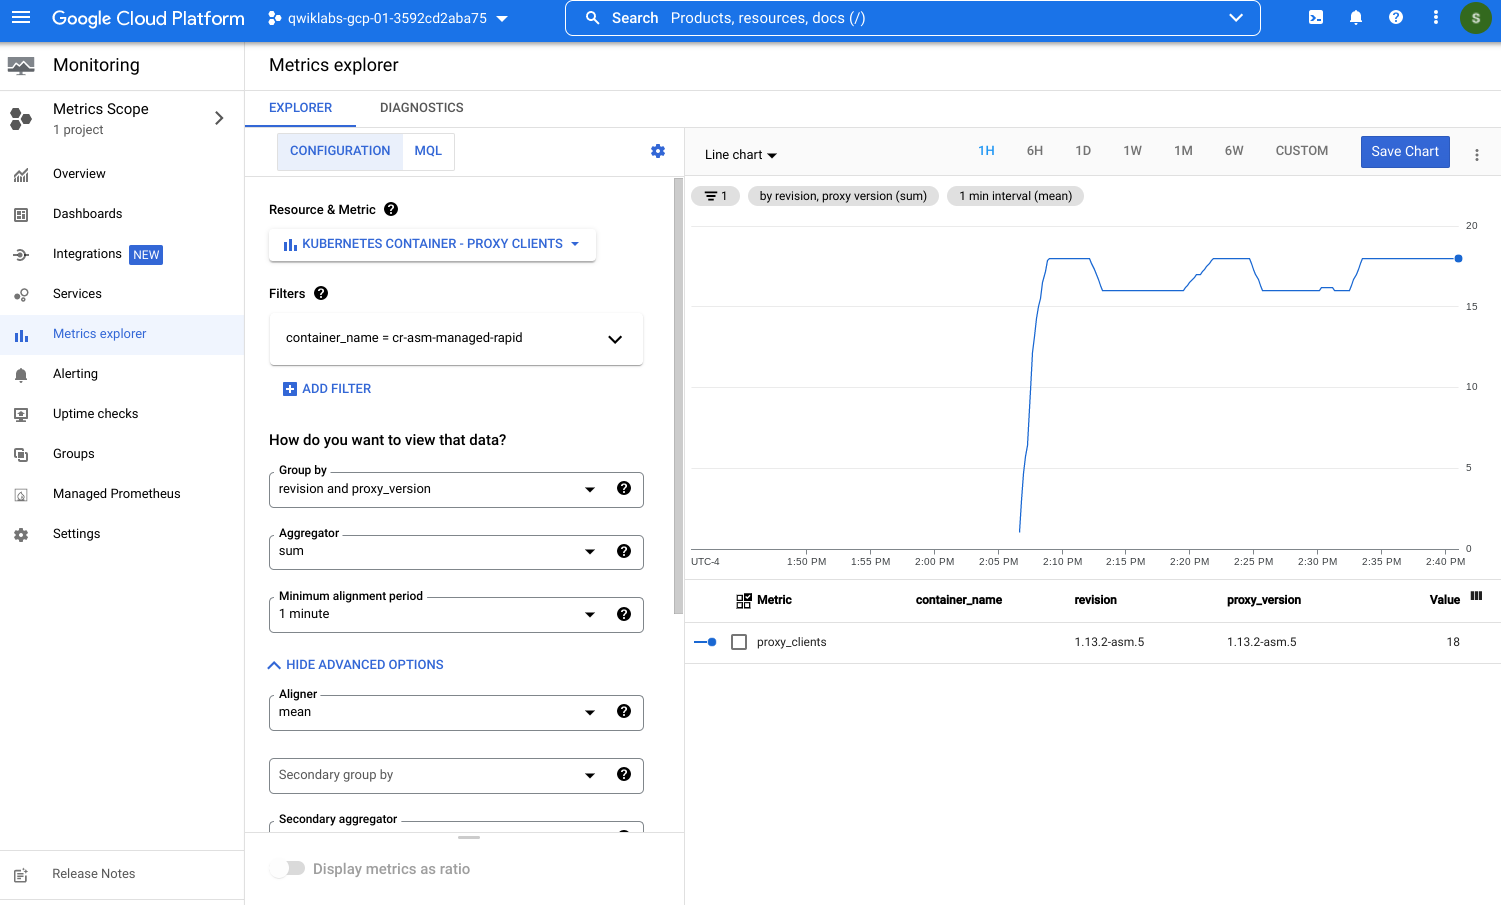 Google Cloud Platform
qwiklabs-gcp-01-3592cd2aba75
Search Products, resources, docs (/)
S
Monitoring
Metrics Scope
1 project
Overview
Dashboards
Integrations NEW
Services
Metrics explorer
Alerting
Uptime checks
Groups
Managed Prometheus
Settings
Release Notes
Metrics explorer
EXPLORER DIAGNOSTICS
CONFIGURATION MQL
Resource & Metric
KUBERNETES CONTAINER - PROXY CLIENTS
Filters
container_name = cr-asm-managed-rapid
ADD FILTER
How do you want to view that data?
Group by
revision and proxy_version
Aggregator
sum
Minimum alignment period
1 minute
HIDE ADVANCED OPTIONS
Aligner
mean
Secondary group by
Secondary aggregator
Display metrics as ratio
Line chart 1H 6H 1D 1W 1M 6W CUSTOM Save Chart
1 by revision, proxy version (sum) 1 min interval (mean)
20
15
10
5
0
UTC-4 1:50 PM 1:55 PM 2:00 PM 2:05 PM 2:10 PM 2:15 PM 2:20 PM 2:25 PM 2:30 PM 2:35 PM 2:40 PM
Metric container_name revision proxy_version Value
proxy_clients 1.13.2-asm.5 1.13.2-asm.5 18